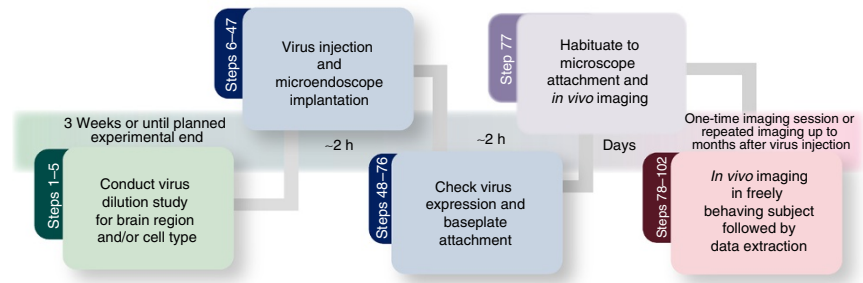 Steps 1–5
3 Weeks or until planned
experimental end
Conduct virus
dilution study
for brain region
and/or cell type
Steps 6–47
Virus injection
and
microendoscope
implantation
~2 h
Steps 48–76
Check virus
expression and
baseplate
attachment
~2 h
Step 77
Habituate to
microscope
attachment and
in vivo imaging
Days
Steps 78–102
One-time imaging session or
repeated imaging up to
months after virus injection
In vivo imaging
in freely
behaving subject
followed by
data extraction